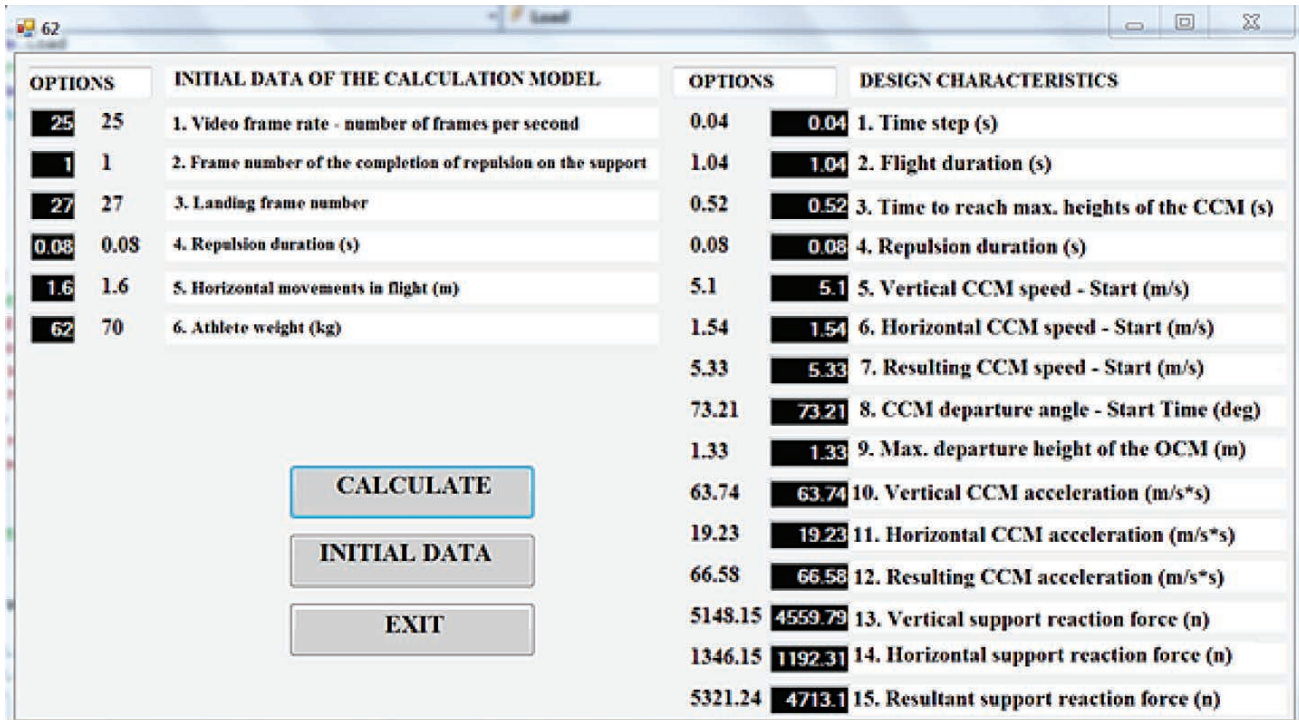 Load
62
OPTIONS INITIAL DATA OF THE CALCULATION MODEL
25 25 1. Video frame rate - number of frames per second
1 1 2. Frame number of the completion of repulsion on the support
27 27 3. Landing frame number
0.08 0.08 4. Repulsion duration (s)
1.6 1.6 5. Horizontal movements in flight (m)
62 70 6. Athlete weight (kg)
CALCULATE
INITIAL DATA
EXIT
OPTIONS DESIGN CHARACTERISTICS
0.04 0.04 1. Time step (s)
1.04 1.04 2. Flight duration (s)
0.52 0.52 3. Time to reach max. heights of the CCM (s)
0.08 0.08 4. Repulsion duration (s)
5.1 5.1 5. Vertical CCM speed - Start (m/s)
1.54 1.54 6. Horizontal CCM speed - Start (m/s)
5.33 5.33 7. Resulting CCM speed - Start (m/s)
73.21 73.21 8. CCM departure angle - Start Time (deg)
1.33 1.33 9. Max. departure height of the OCM (m)
63.74 63.74 10. Vertical CCM acceleration (m/s*s)
19.23 19.23 11. Horizontal CCM acceleration (m/s*s)
66.58 66.58 12. Resulting CCM acceleration (m/s*s)
5148.15 4559.79 13. Vertical support reaction force (n)
1346.15 1192.31 14. Horizontal support reaction force (n)
5321.24 4713.1 15. Resultant support reaction force (n)